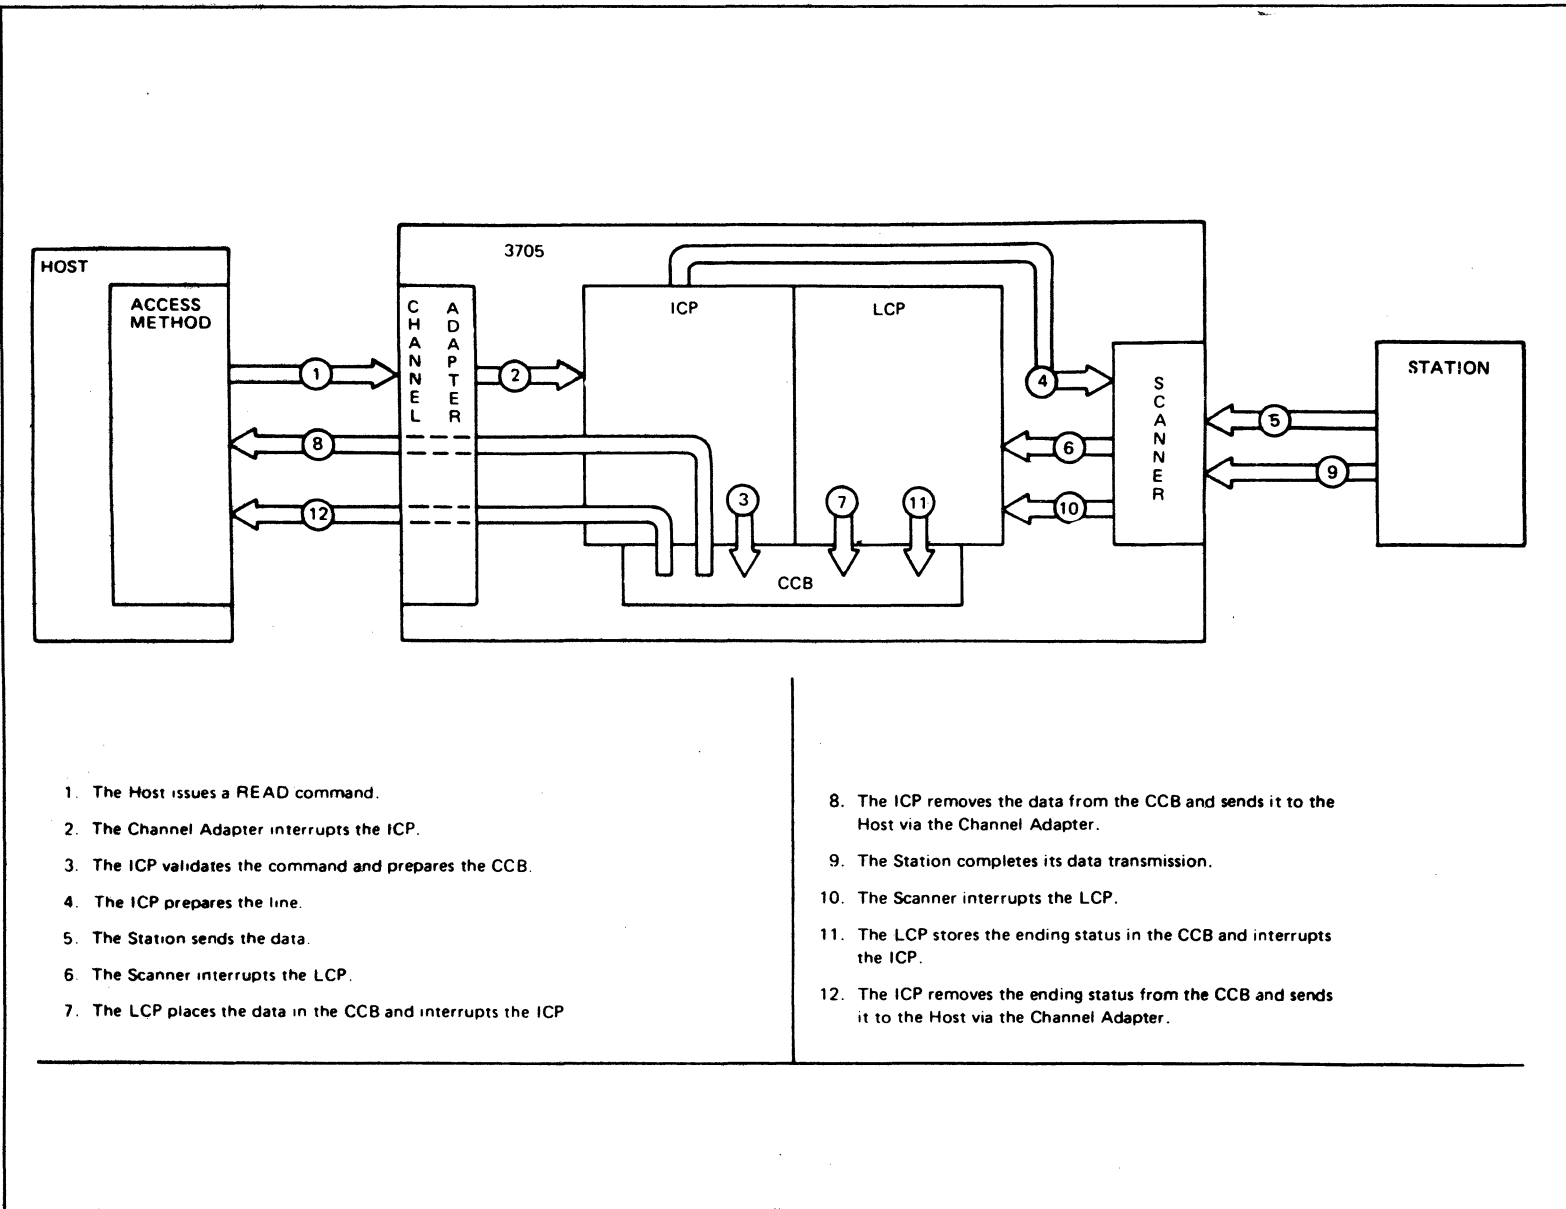 3705
HOST
ACCESS
METHOD
CHANNEL
ADAPTER
ICP
LCP
SCANNER
STATION
1
2
4
5
8
6
9
3
7
11
12
10
CCB
1. The Host issues a READ command.
2. The Channel Adapter interrupts the ICP.
3. The ICP validates the command and prepares the CCB.
4. The ICP prepares the line.
5. The Station sends the data.
6. The Scanner interrupts the LCP.
7. The LCP places the data in the CCB and interrupts the ICP
8. The ICP removes the data from the CCB and sends it to the
Host via the Channel Adapter.
9. The Station completes its data transmission.
10. The Scanner interrupts the LCP.
11. The LCP stores the ending status in the CCB and interrupts
the ICP.
12. The ICP removes the ending status from the CCB and sends
it to the Host via the Channel Adapter.